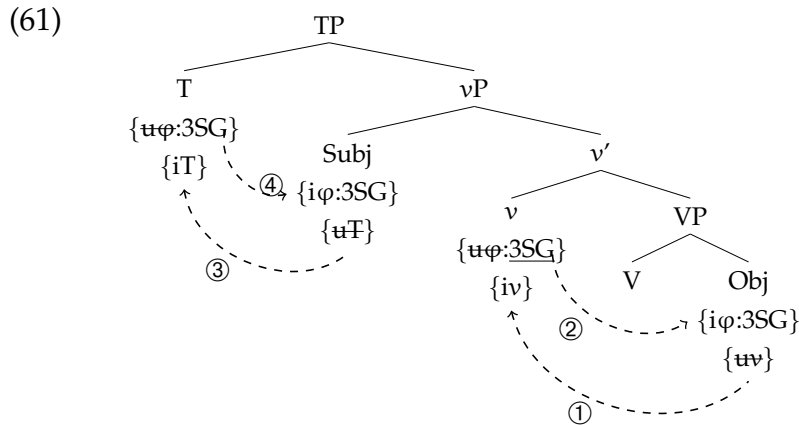 (61)
TP
T
vP
{uφ:3SG}
{iT}
Subj
{iφ:3SG}
{uT}
v′
v
{uφ:3SG}
{iv}
VP
V
Obj
{iφ:3SG}
{uv}
④
③
②
①